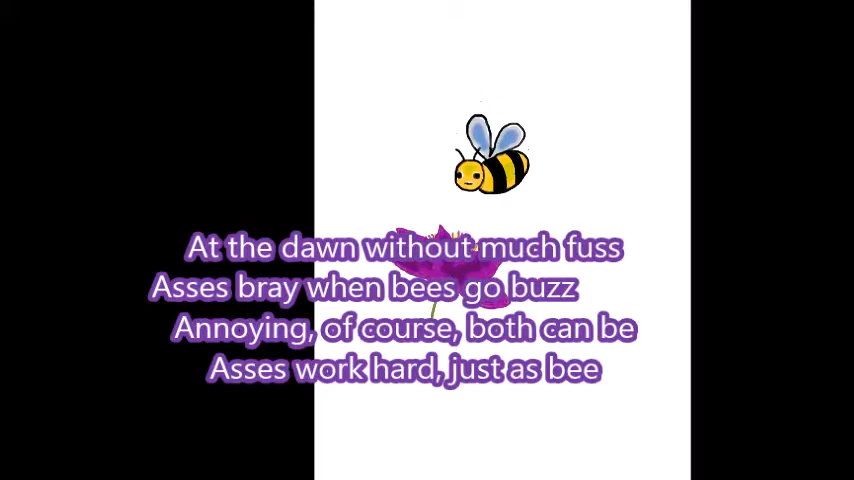 At the dawn without much fuss
Asses bray when bees go buzz
Annoying, of course, both can be
Asses work hard, just as bee